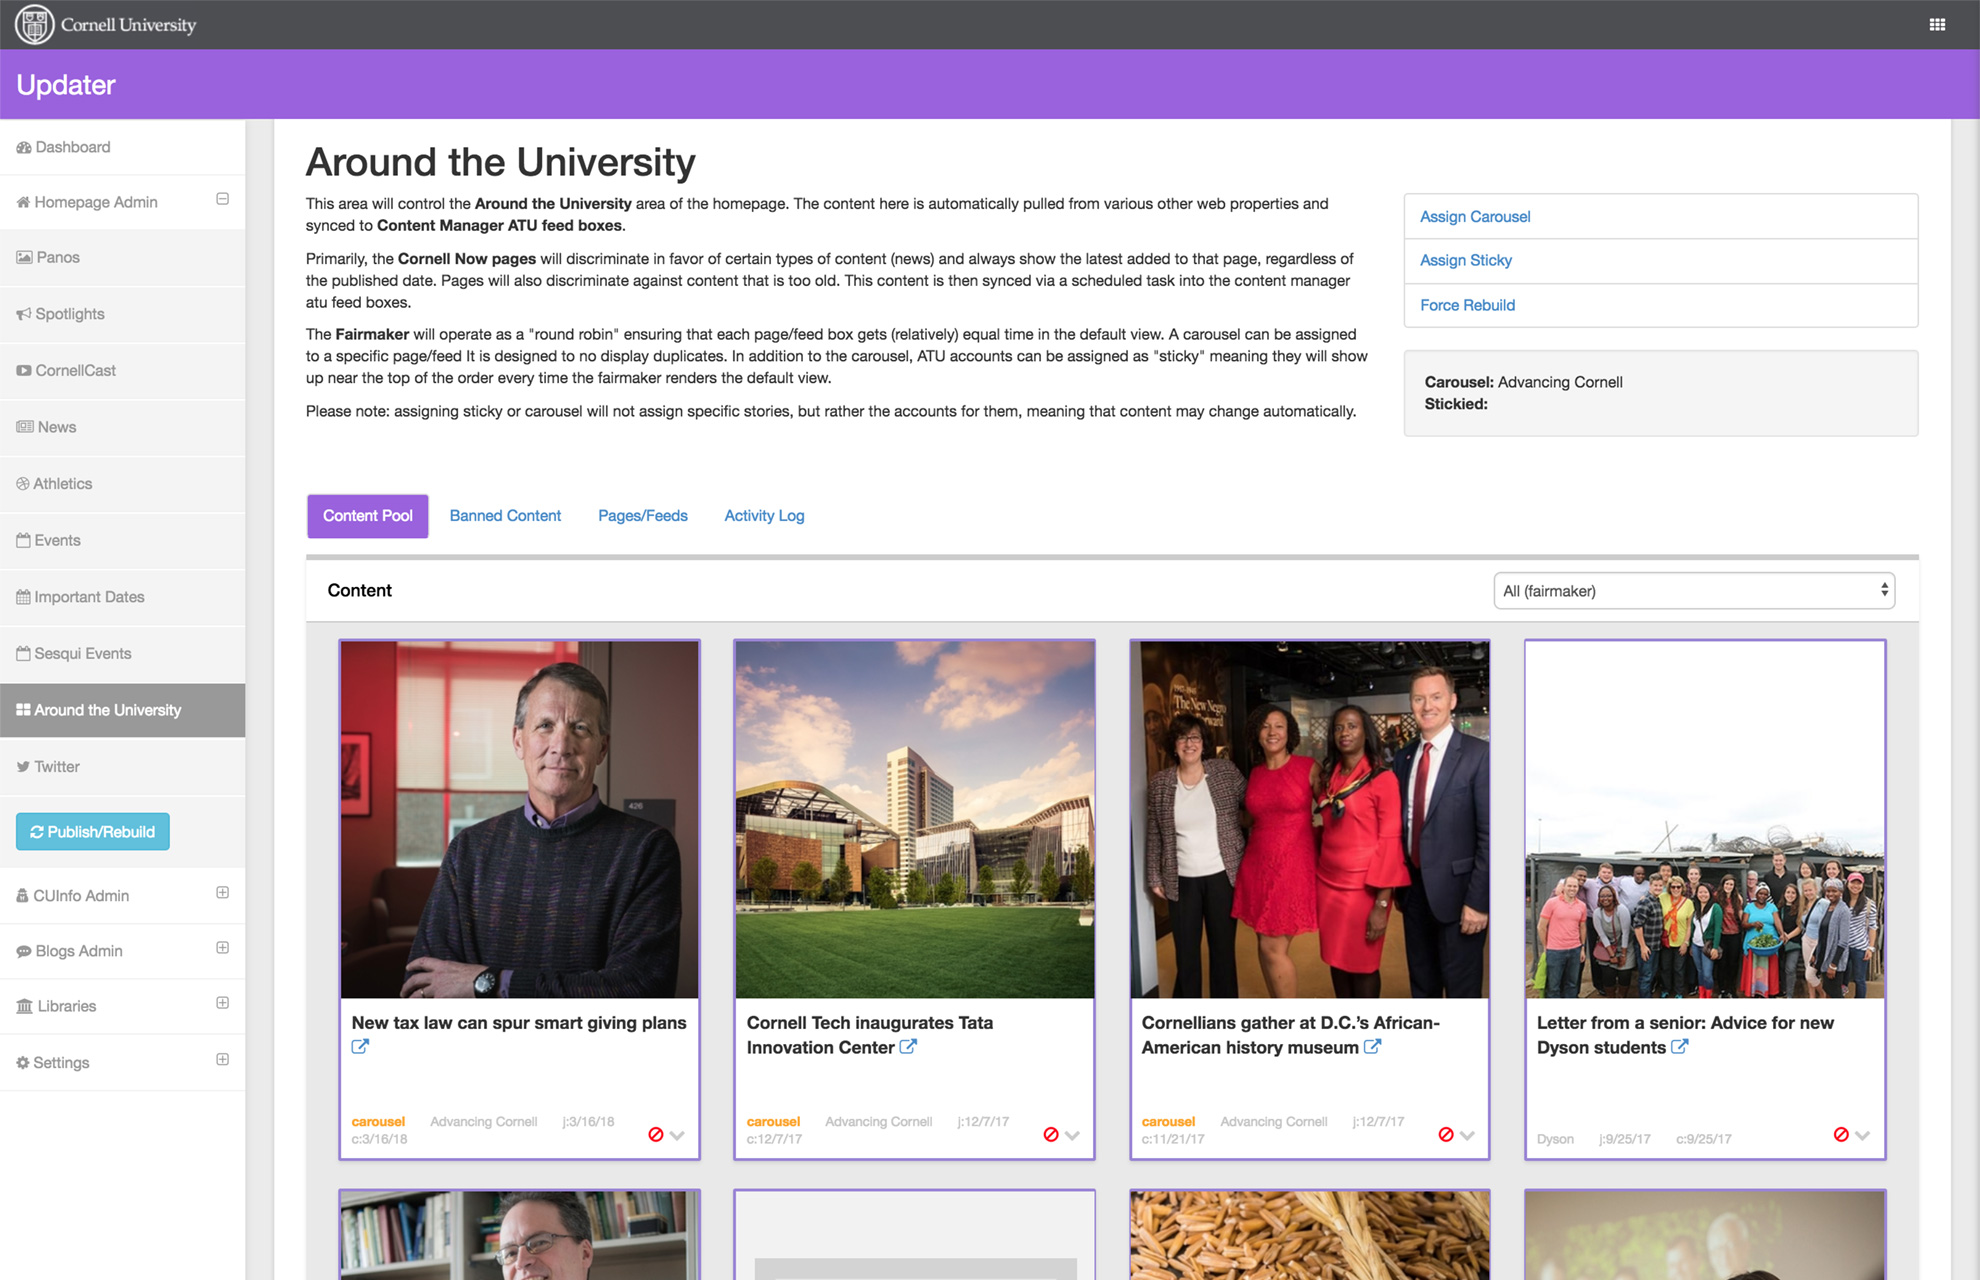 Cornell University
Updater
Dashboard
Homepage Admin
Panos
Spotlights
CornellCast
News
Athletics
Events
Important Dates
Sesqui Events
Around the University
Twitter
Publish/Rebuild
CUInfo Admin
Blogs Admin
Libraries
Settings
Around the University
This area will control the Around the University area of the homepage. The content here is automatically pulled from various other web properties and
synced to Content Manager ATU feed boxes.
Primarily, the Cornell Now pages will discriminate in favor of certain types of content (news) and always show the latest added to that page, regardless of
the published date. Pages will also discriminate against content that is too old. This content is then synced via a scheduled task into the content manager
atu feed boxes.
The Fairmaker will operate as a "round robin" ensuring that each page/feed box gets (relatively) equal time in the default view. A carousel can be assigned
to a specific page/feed It is designed to no display duplicates. In addition to the carousel, ATU accounts can be assigned as "sticky" meaning they will show
up near the top of the order every time the fairmaker renders the default view.
Please note: assigning sticky or carousel will not assign specific stories, but rather the accounts for them, meaning that content may change automatically.
Assign Carousel
Assign Sticky
Force Rebuild
Carousel: Advancing Cornell
Stickied:
Content Pool Banned Content Pages/Feeds Activity Log
Content
All (fairmaker)
426
New tax law can spur smart giving plans
carousel Advancing Cornell j:3/16/18
c:3/16/18
Cornell Tech inaugurates Tata
Innovation Center
carousel Advancing Cornell j:12/7/17
c:12/7/17
The New Negro
Cornellians gather at D.C.’s African-
American history museum
carousel Advancing Cornell j:12/7/17
c:11/21/17
Letter from a senior: Advice for new
Dyson students
Dyson j:9/25/17 c:9/25/17